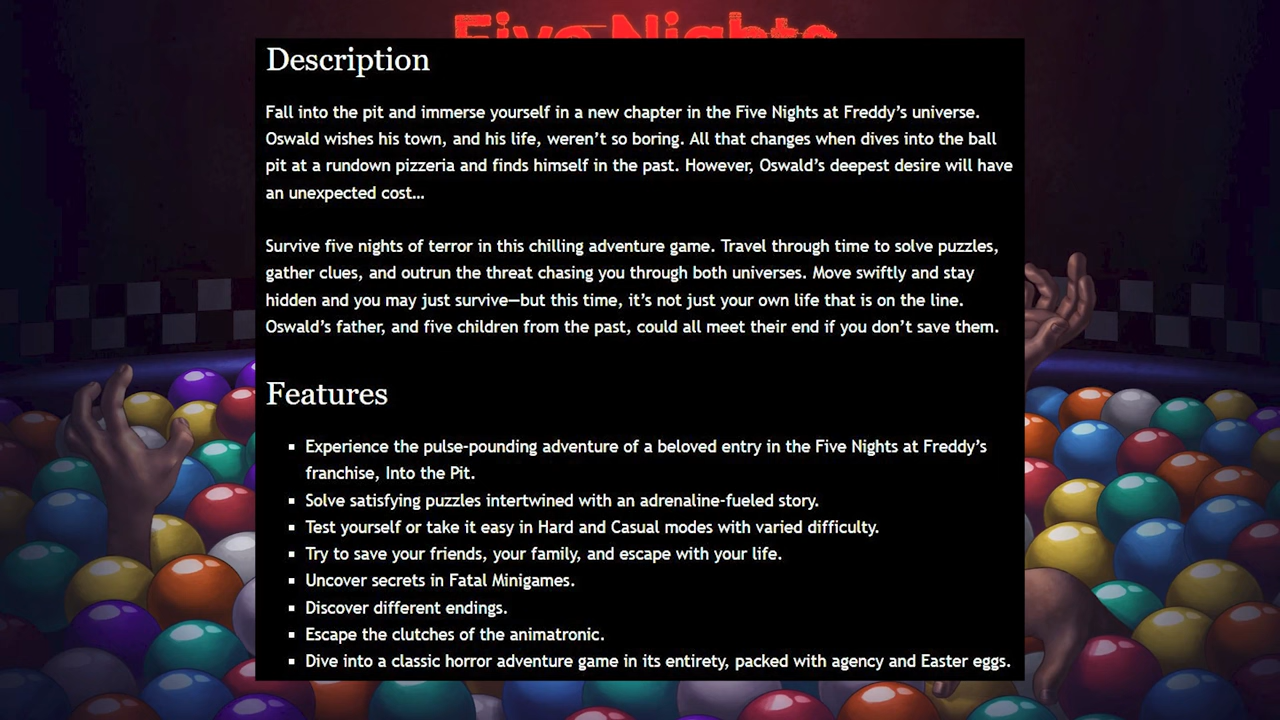 Five Nights
Description
Fall into the pit and immerse yourself in a new chapter in the Five Nights at Freddy’s universe.
Oswald wishes his town, and his life, weren’t so boring. All that changes when dives into the ball
pit at a rundown pizzeria and finds himself in the past. However, Oswald’s deepest desire will have
an unexpected cost…
Survive five nights of terror in this chilling adventure game. Travel through time to solve puzzles,
gather clues, and outrun the threat chasing you through both universes. Move swiftly and stay
hidden and you may just survive—but this time, it’s not just your own life that is on the line.
Oswald’s father, and five children from the past, could all meet their end if you don’t save them.
Features
▪ Experience the pulse-pounding adventure of a beloved entry in the Five Nights at Freddy’s
franchise, Into the Pit.
▪ Solve satisfying puzzles intertwined with an adrenaline-fueled story.
▪ Test yourself or take it easy in Hard and Casual modes with varied difficulty.
▪ Try to save your friends, your family, and escape with your life.
▪ Uncover secrets in Fatal Minigames.
▪ Discover different endings.
▪ Escape the clutches of the animatronic.
▪ Dive into a classic horror adventure game in its entirety, packed with agency and Easter eggs.